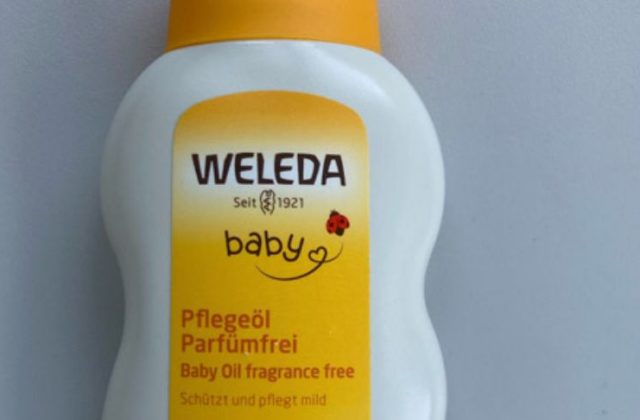 WELEDA
Seit 1921
baby
Pflegeöl
Parfümfrei
Baby Oil fragrance free
Schützt und pflegt mild